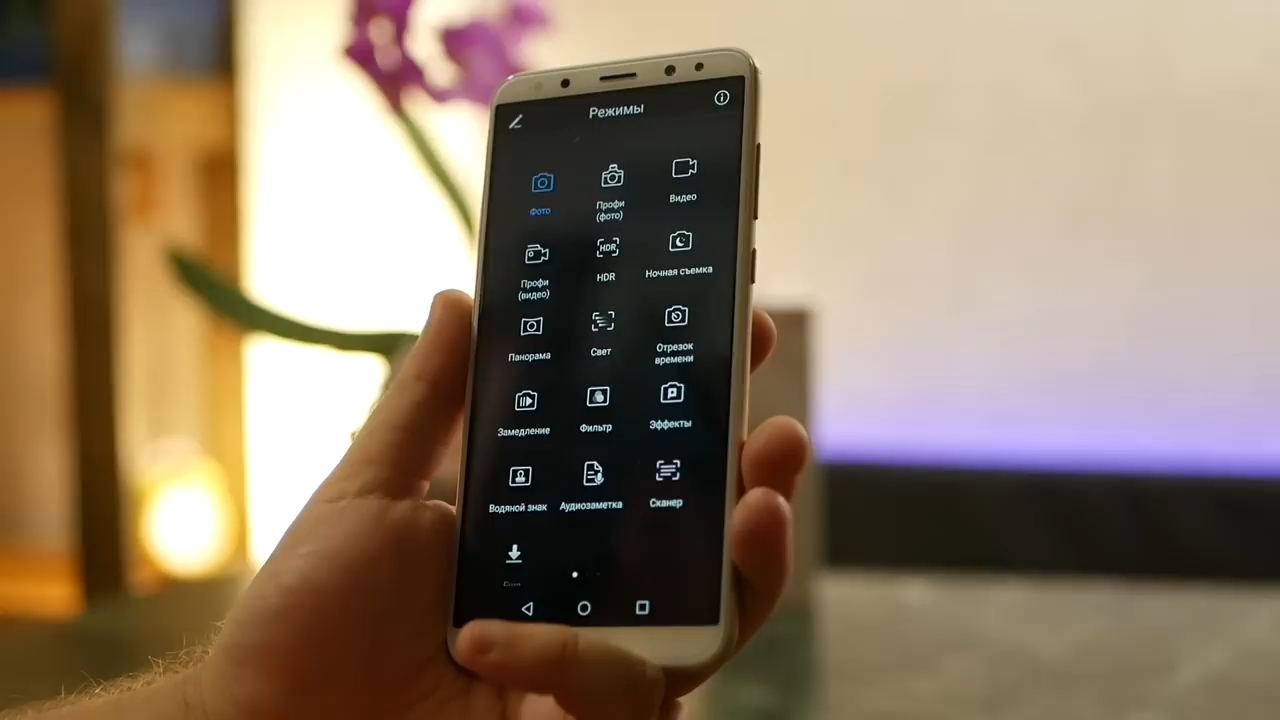 Режимы
Фото
Профи
(фото)
Видео
Профи
(видео)
HDR
HDR
Ночная съемка
Панорама
Свет
Отрезок
времени
Замедление
Фильтр
Эффекты
Водяной знак
Аудиозаметка
Сканер